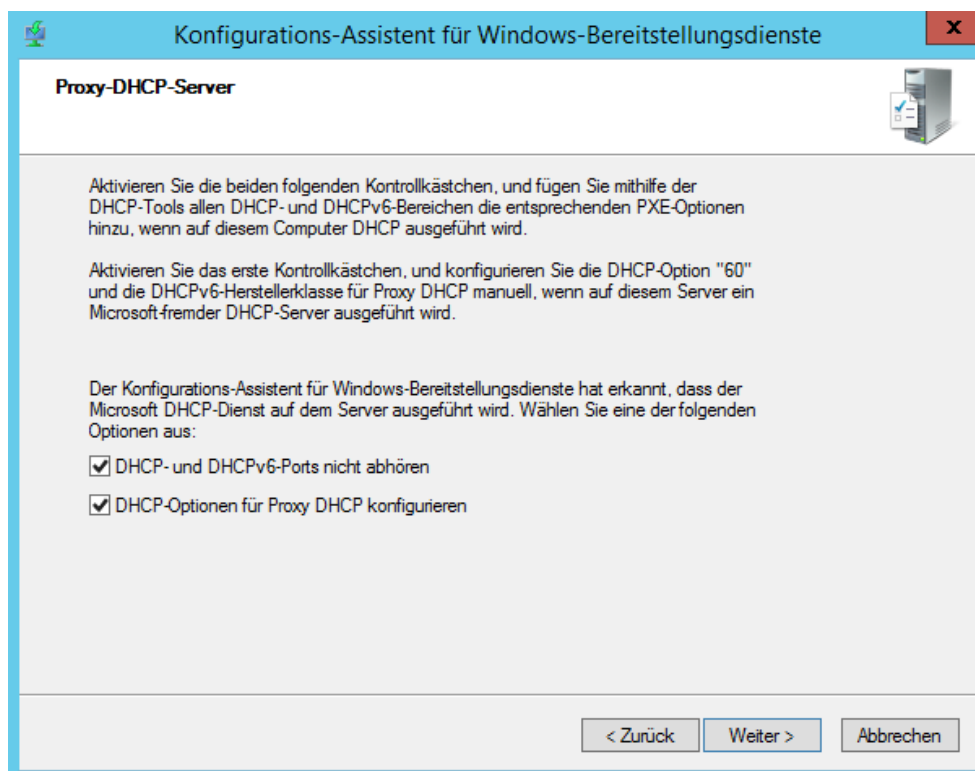 Konfigurations-Assistent für Windows-Bereitstellungsdienste
x
Proxy-DHCP-Server
Aktivieren Sie die beiden folgenden Kontrollkästchen, und fügen Sie mithilfe der
DHCP-Tools allen DHCP- und DHCPv6-Bereichen die entsprechenden PXE-Optionen
hinzu, wenn auf diesem Computer DHCP ausgeführt wird.
Aktivieren Sie das erste Kontrollkästchen, und konfigurieren Sie die DHCP-Option "60"
und die DHCPv6-Herstellerklasse für Proxy DHCP manuell, wenn auf diesem Server ein
Microsoft-fremder DHCP-Server ausgeführt wird.
Der Konfigurations-Assistent für Windows-Bereitstellungsdienste hat erkannt, dass der
Microsoft DHCP-Dienst auf dem Server ausgeführt wird. Wählen Sie eine der folgenden
Optionen aus:
DHCP- und DHCPv6-Ports nicht abhören
DHCP-Optionen für Proxy DHCP konfigurieren
< Zurück Weiter > Abbrechen